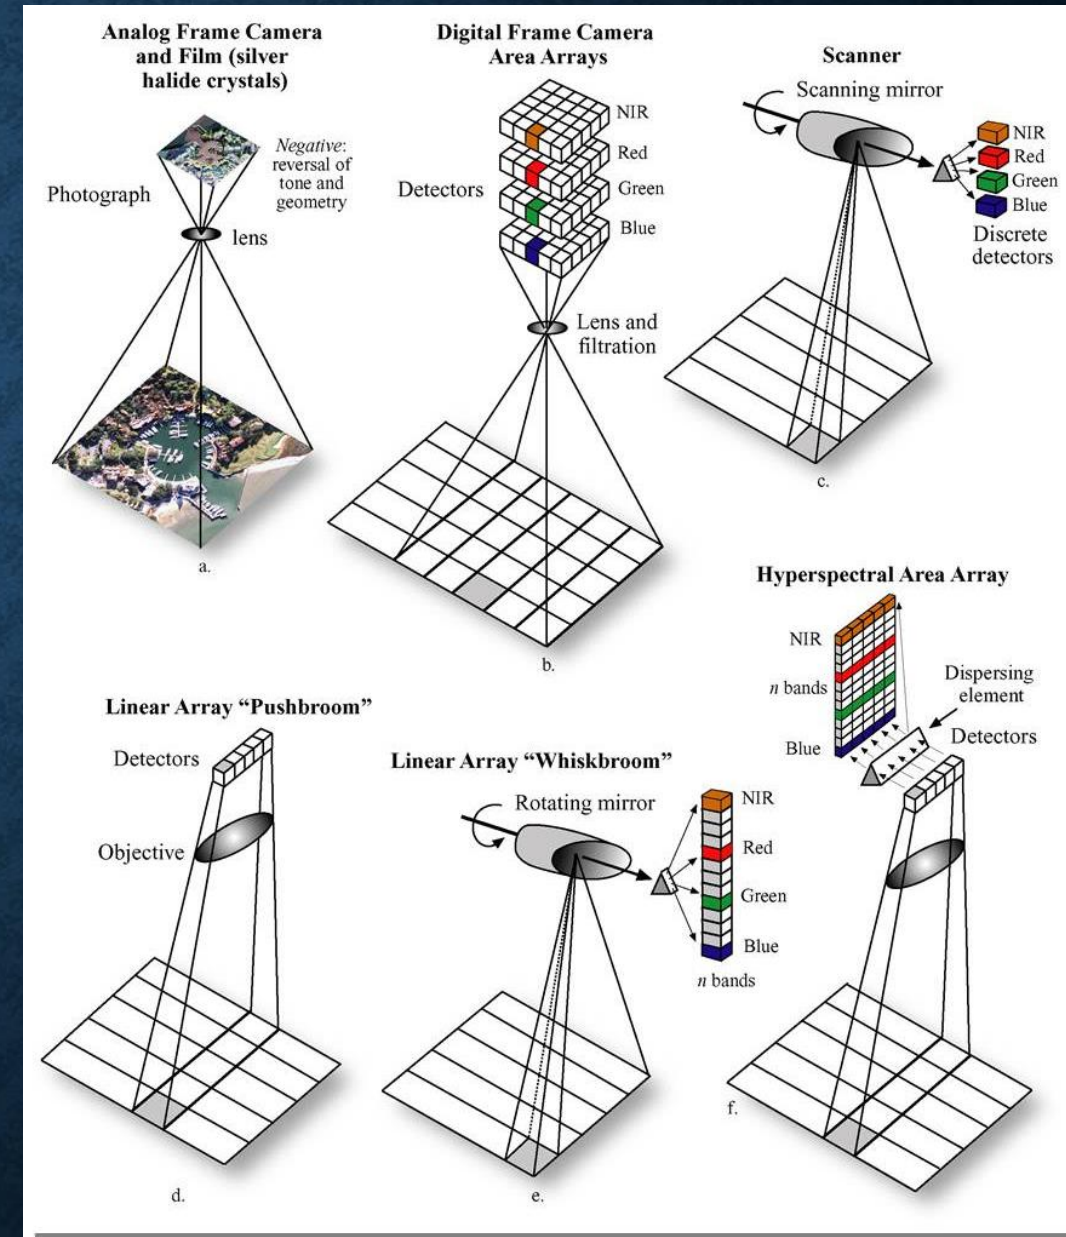 Analog Frame Camera
and Film (silver
halide crystals)
Negative:
reversal of
tone and
geometry
Photograph
lens
a.
Digital Frame Camera
Area Arrays
NIR
Red
Green
Blue
Detectors
Lens and
filtration
b.
Scanner
Scanning mirror
NIR
Red
Green
Blue
Discrete
detectors
c.
Linear Array “Pushbroom”
Detectors
Objective
d.
Linear Array “Whiskbroom”
Rotating mirror
NIR
Red
Green
Blue
n bands
e.
Hyperspectral Area Array
NIR
n bands
Blue
Dispersing
element
Detectors
f.